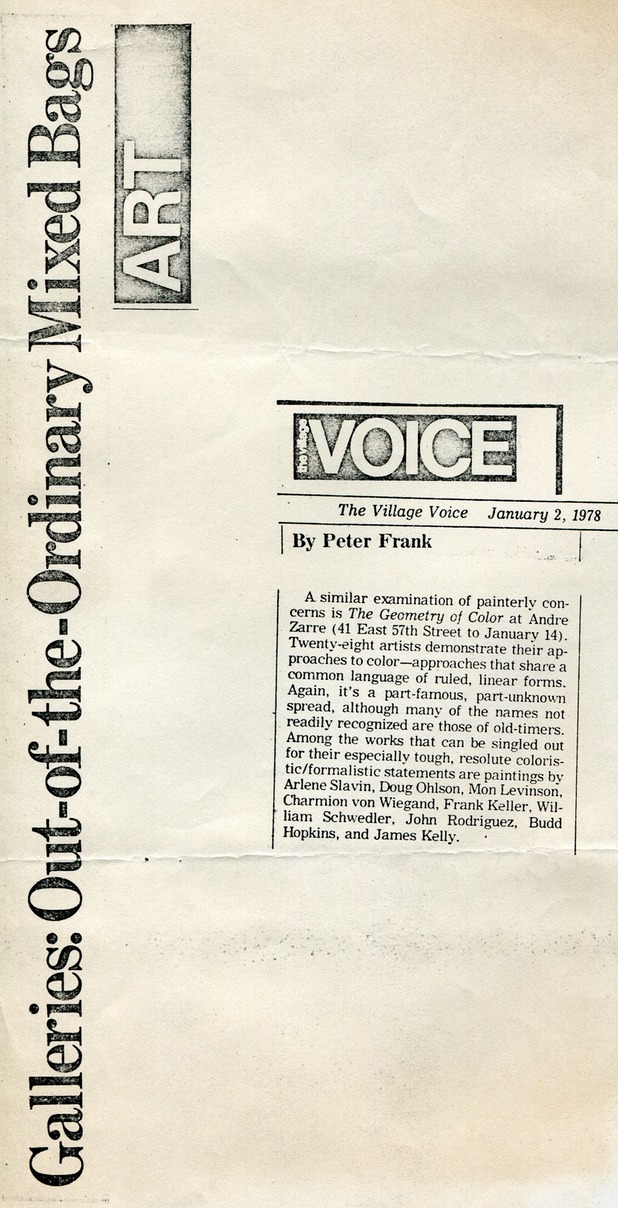 Galleries: Out-of-the-Ordinary Mixed Bags
ART
the village VOICE
The Village Voice January 2, 1978
By Peter Frank
A similar examination of painterly con-
cerns is The Geometry of Color at Andre
Zarre (41 East 57th Street to January 14).
Twenty-eight artists demonstrate their ap-
proaches to color—approaches that share a
common language of ruled, linear forms.
Again, it's a part-famous, part-unknown
spread, although many of the names not
readily recognized are those of old-timers.
Among the works that can be singled out
for their especially tough, resolute coloris-
tic/formalistic statements are paintings by
Arlene Slavin, Doug Ohlson, Mon Levinson,
Charmion von Wiegand, Frank Keller, Wil-
liam Schwedler, John Rodriguez, Budd
Hopkins, and James Kelly.